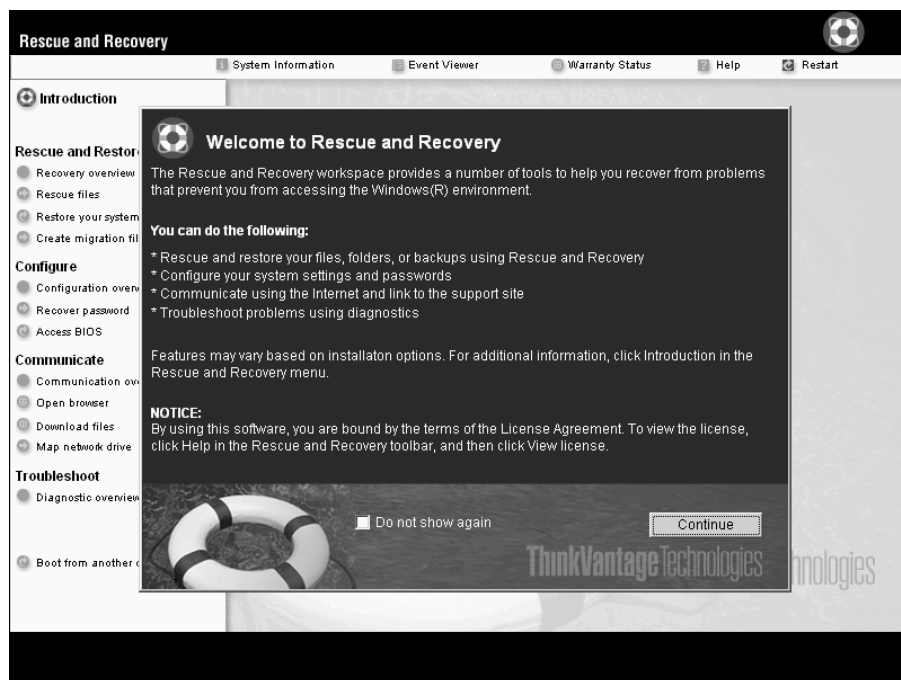 Rescue and Recovery
System Information
Event Viewer
Warranty Status
Help
Restart
Introduction
Rescue and Restor
Recovery overview
Rescue files
Restore your system
Create migration fil
Configure
Configuration overv
Recover password
Access BIOS
Communicate
Communication ov
Open browser
Download files
Map network drive
Troubleshoot
Diagnostic overview
Boot from another
Welcome to Rescue and Recovery
The Rescue and Recovery workspace provides a number of tools to help you recover from problems
that prevent you from accessing the Windows(R) environment.
You can do the following:
* Rescue and restore your files, folders, or backups using Rescue and Recovery
* Configure your system settings and passwords
* Communicate using the Internet and link to the support site
* Troubleshoot problems using diagnostics
Features may vary based on installaton options. For additional information, click Introduction in the
Rescue and Recovery menu.
NOTICE:
By using this software, you are bound by the terms of the License Agreement. To view the license,
click Help in the Rescue and Recovery toolbar, and then click View license.
Do not show again
Continue
ThinkVantage Technologies
hnologies